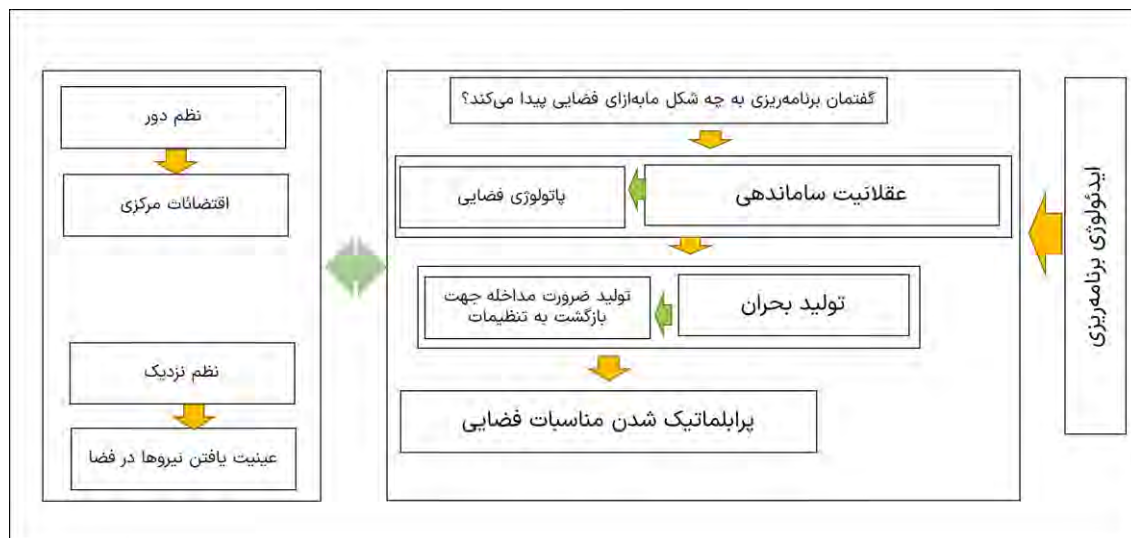 ایدئولوژی برنامه‌ریزی
گفتمان برنامه‌ریزی به چه شکل مابه‌ازای فضایی پیدا می‌کند؟
عقلانیت ساماندهی
پاتولوژی فضایی
تولید بحران
تولید ضرورت مداخله جهت
بازگشت به تنظیمات
پرابلماتیک شدن مناسبات فضایی
نظم دور
اقتضائات مرکزی
نظم نزدیک
عینیت یافتن نیروها در فضا